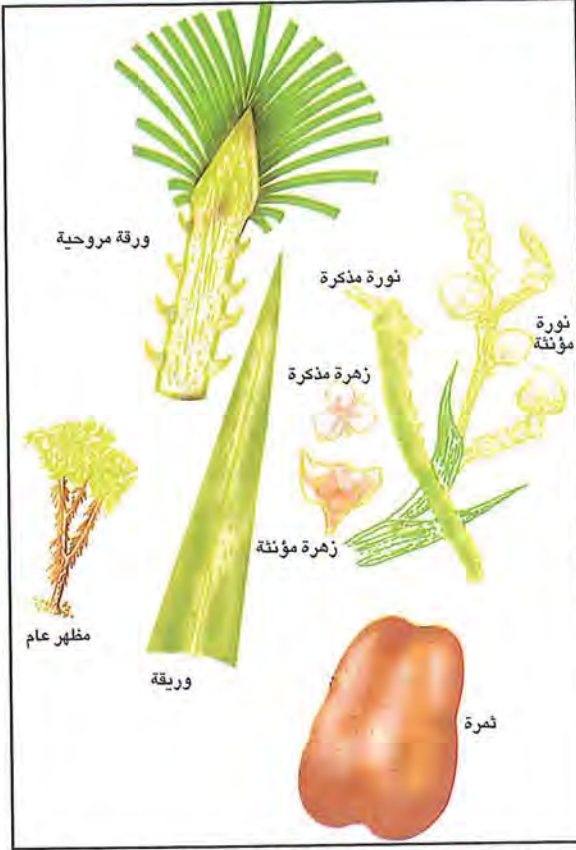 ورقة مروحية
نورة مذكرة
نورة
مؤنثة
زهرة مذكرة
زهرة مؤنثة
مظهر عام
وريقة
ثمرة